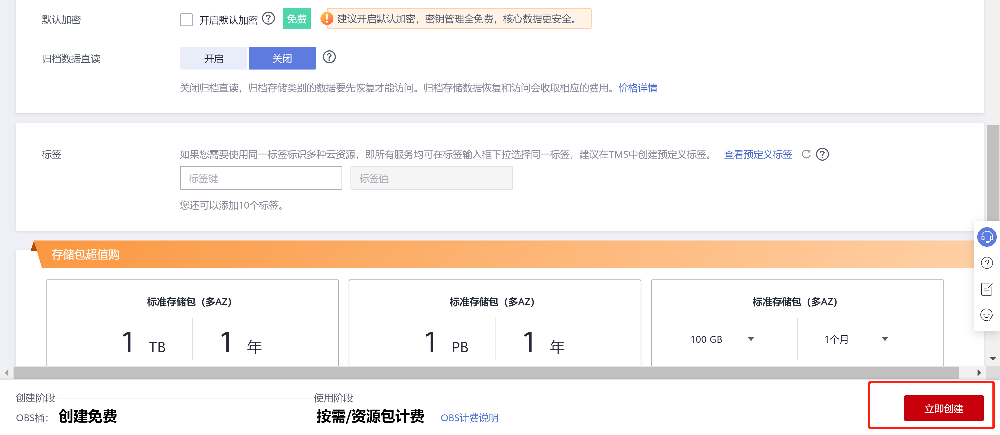 默认加密
开启默认加密 免费 建议开启默认加密，密钥管理全免费，核心数据更安全。
归档数据直读
开启 关闭
关闭归档直读，归档存储类别的数据要先恢复才能访问。归档存储数据恢复和访问会收取相应的费用。价格详情
标签
如果您需要使用同一标签标识多种云资源，即所有服务均可在标签输入框下拉选择同一标签，建议在TMS中创建预定义标签。 查看预定义标签
标签键 标签值
您还可以添加10个标签。
存储包超值购
标准存储包（多AZ）
1 TB 1 年
标准存储包（多AZ）
1 PB 1 年
标准存储包（多AZ）
100 GB 1个月
创建阶段
OBS桶： 创建免费
使用阶段
按需/资源包计费 OBS计费说明
立即创建